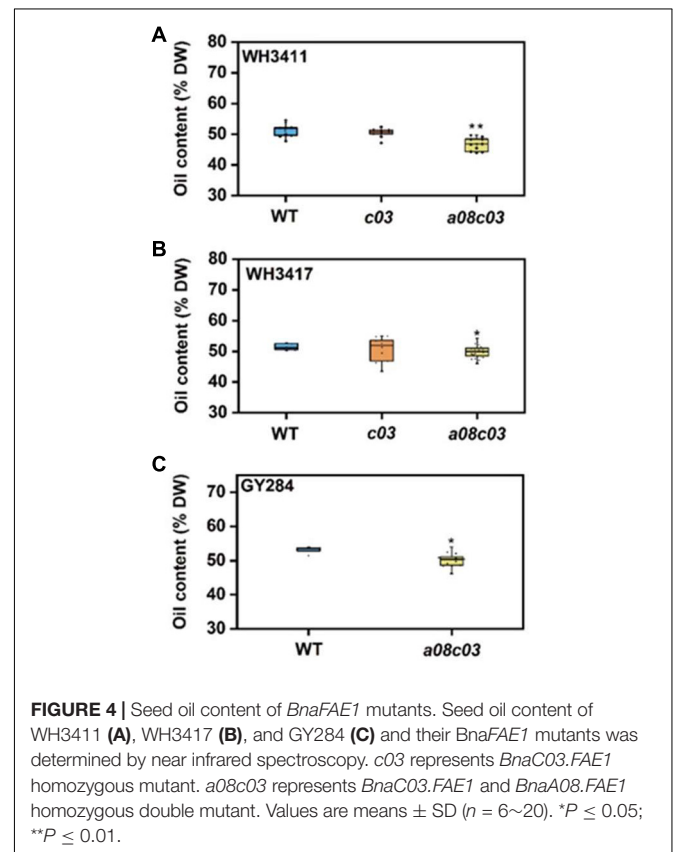 A
WH3411
Oil content (% DW)
80
70
60
50
40
30
**
WT c03 a08c03
B
WH3417
Oil content (% DW)
80
70
60
50
40
30
*
WT c03 a08c03
C
GY284
Oil content (% DW)
70
60
50
40
30
*
WT a08c03
FIGURE 4 | Seed oil content of BnaFAE1 mutants. Seed oil content of
WH3411 (A), WH3417 (B), and GY284 (C) and their BnaFAE1 mutants was
determined by near infrared spectroscopy. c03 represents BnaC03.FAE1
homozygous mutant. a08c03 represents BnaC03.FAE1 and BnaA08.FAE1
homozygous double mutant. Values are means ± SD (n = 6~20). *P ≤ 0.05;
**P ≤ 0.01.